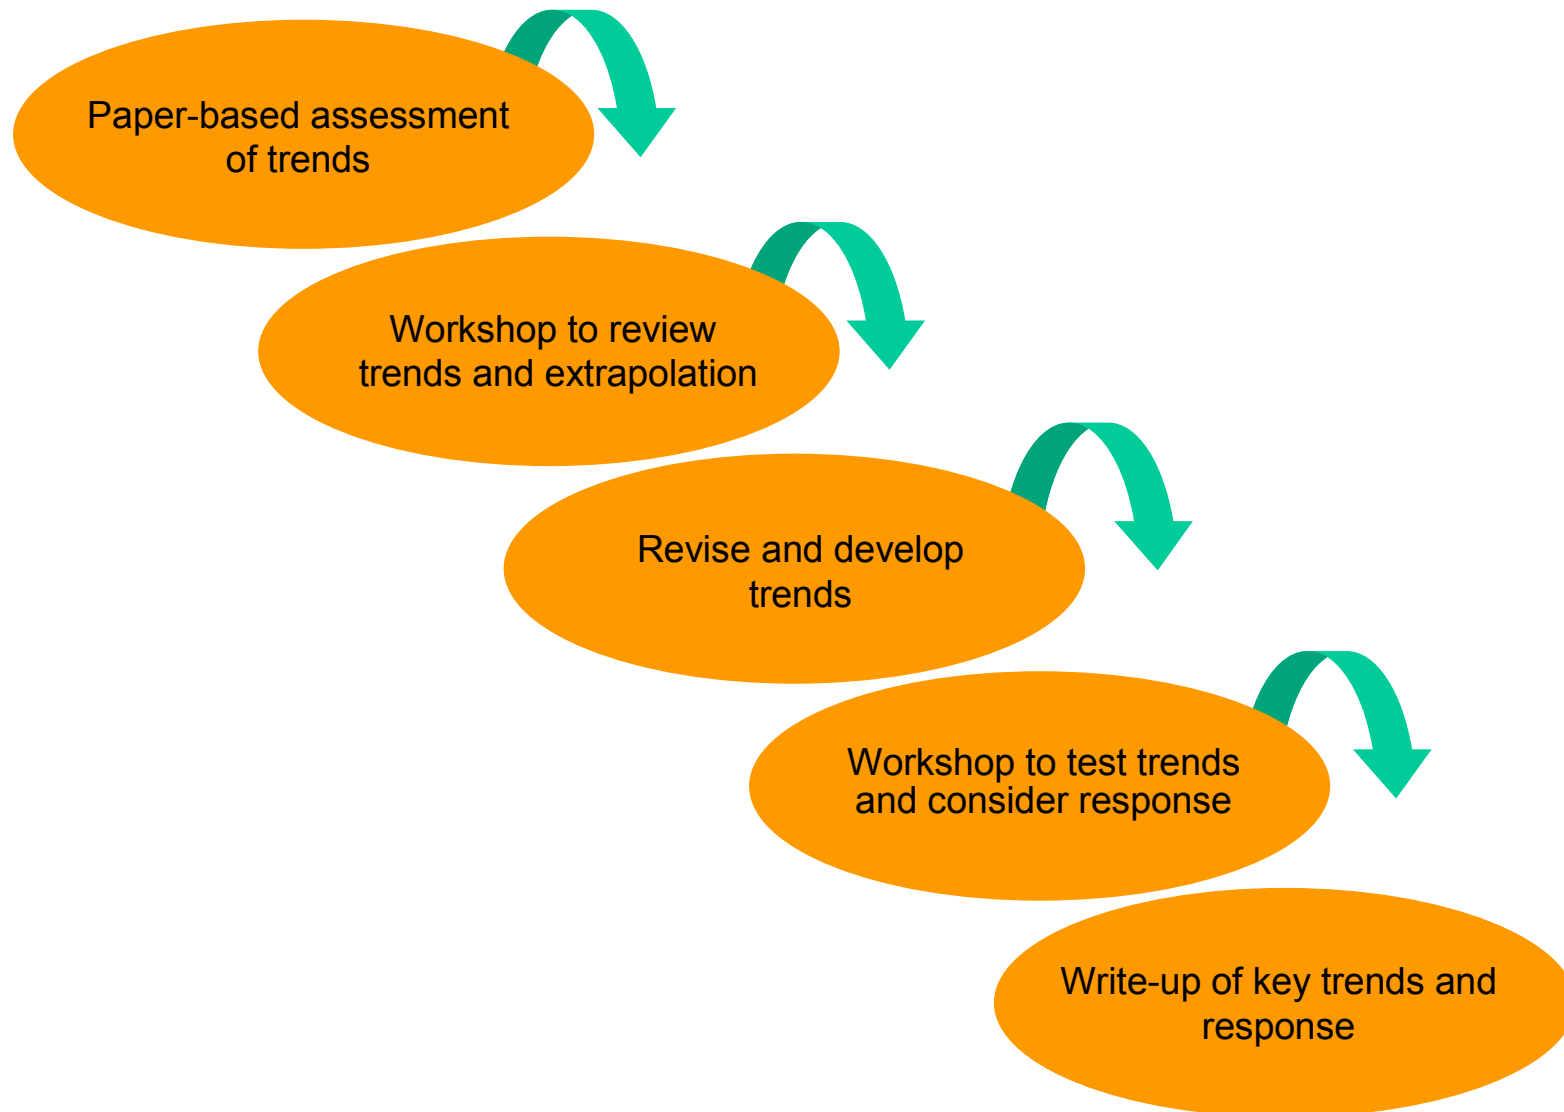 Paper-based assessment
of trends
Workshop to review
trends and extrapolation
Revise and develop
trends
Workshop to test trends
and consider response
Write-up of key trends and
response